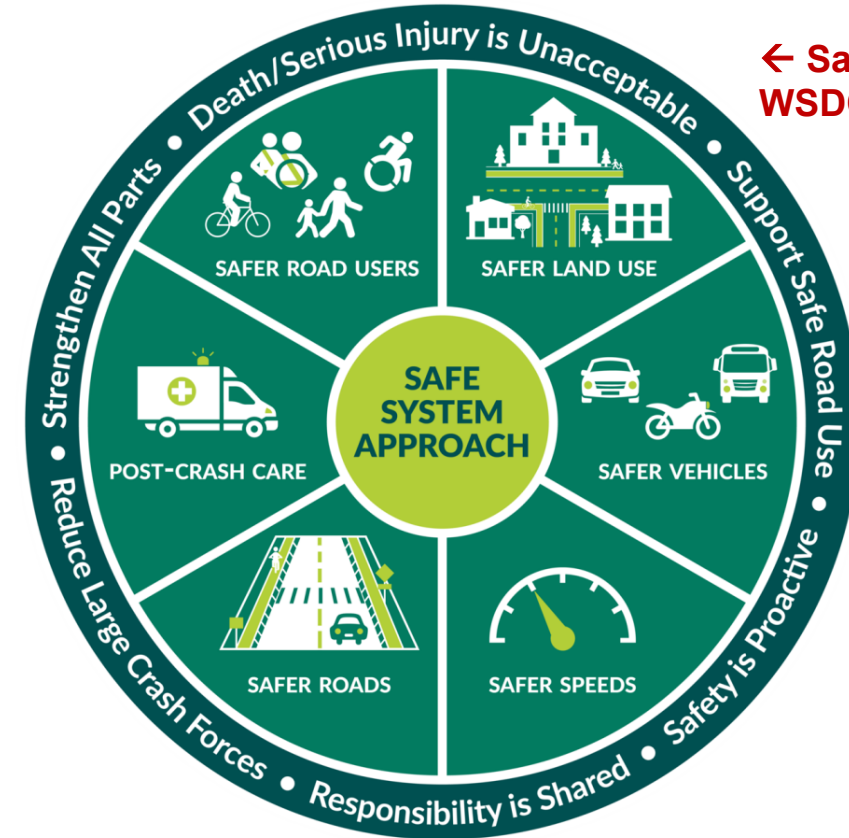 Death/Serious Injury is Unacceptable
•
Support Safe Road Use
•
Safety is Proactive
•
Responsibility is Shared
•
Reduce Large Crash Forces
•
Strengthen All Parts
•
SAFER ROAD USERS
SAFER LAND USE
SAFE
SYSTEM
APPROACH
POST-CRASH CARE
SAFER VEHICLES
SAFER ROADS
SAFER SPEEDS
←